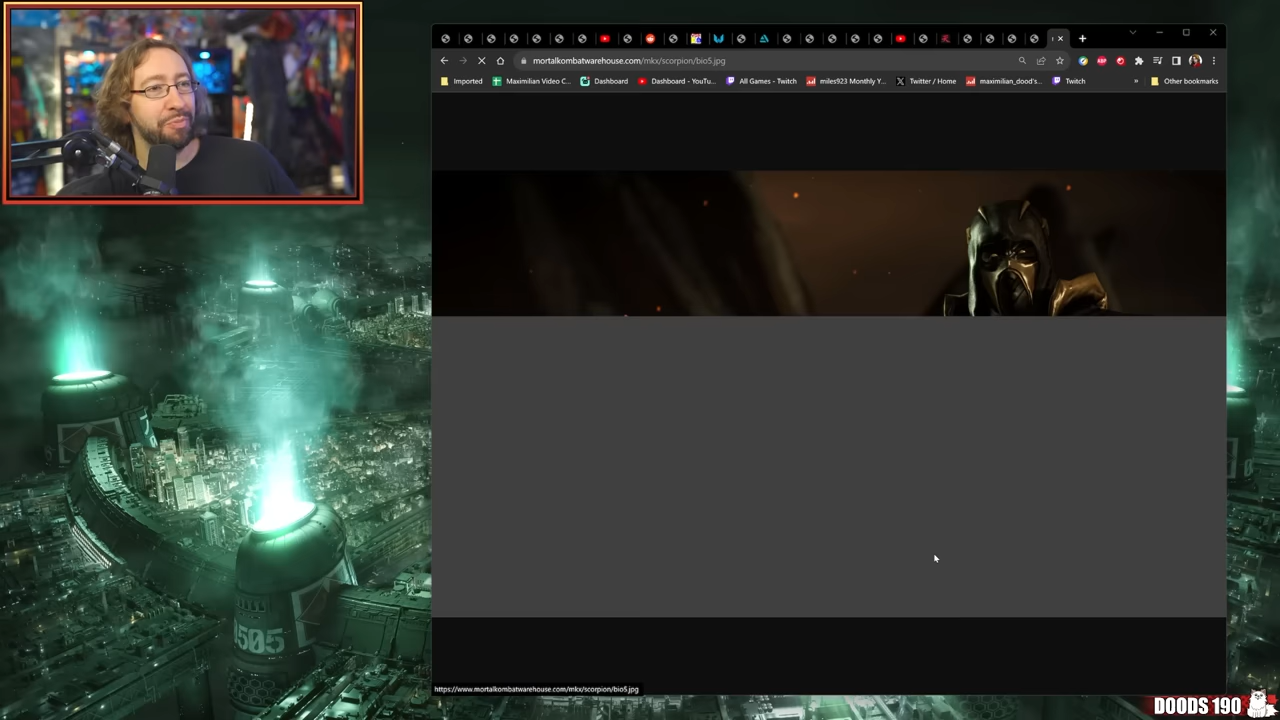 mortalkombatwarehouse.com/mkx/scorpion/bio5.jpg
Imported
Maximilian Video C...
Dashboard
Dashboard - YouTu...
All Games - Twitch
miles923 Monthly Y...
Twitter / Home
maximilian_dood's...
Twitch
»
Other bookmarks
1505
https://www.mortalkombatwarehouse.com/mkx/scorpion/bio5.jpg
DOODS 190